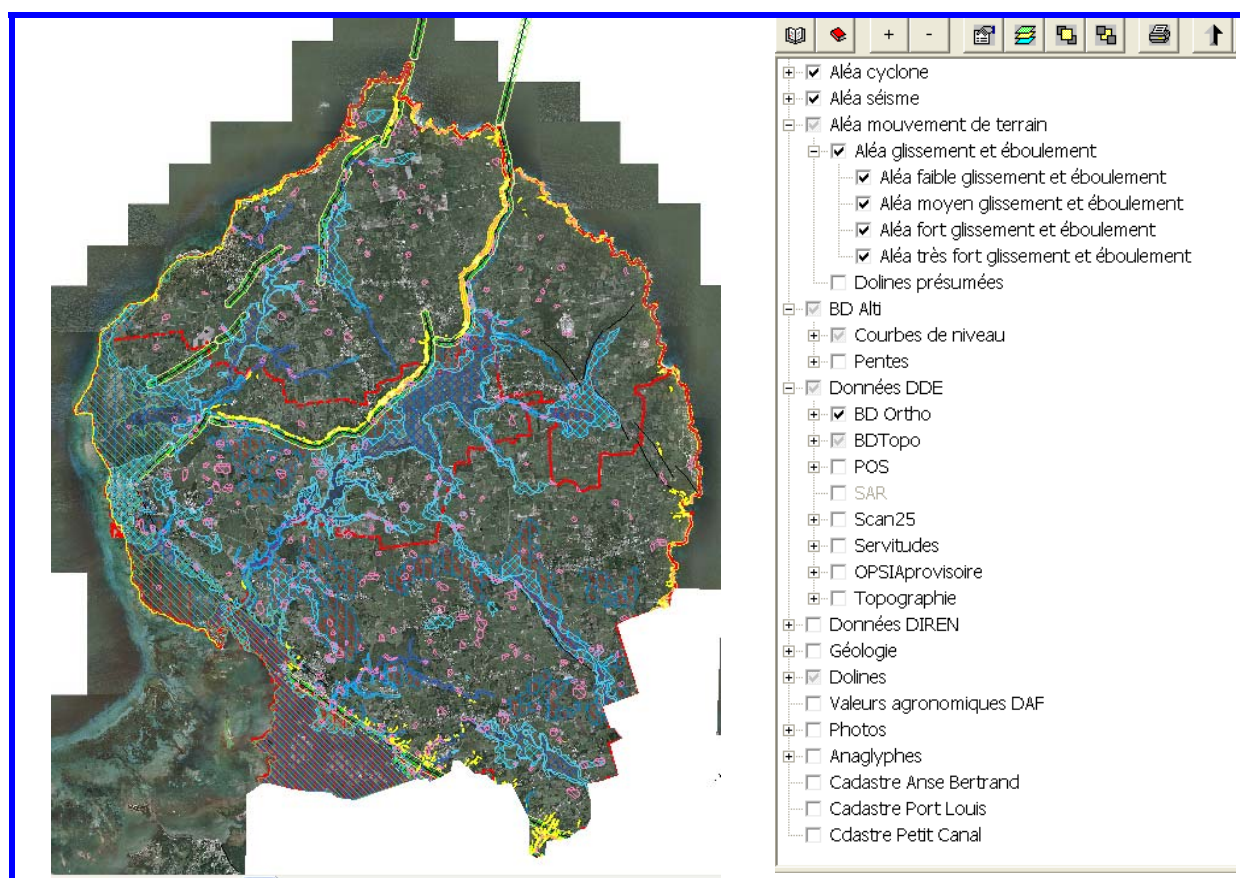 + -
Aléa cyclone
Aléa séisme
Aléa mouvement de terrain
Aléa glissement et éboulement
Aléa faible glissement et éboulement
Aléa moyen glissement et éboulement
Aléa fort glissement et éboulement
Aléa très fort glissement et éboulement
Dolines présumées
BD Alti
Courbes de niveau
Pentes
Données DDE
BD Ortho
BDTopo
POS
SAR
Scan25
Servitudes
OPSIAprovisoire
Topographie
Données DIREN
Géologie
Dolines
Valeurs agronomiques DAF
Photos
Anaglyphes
Cadastre Anse Bertrand
Cadastre Port Louis
Cdastre Petit Canal